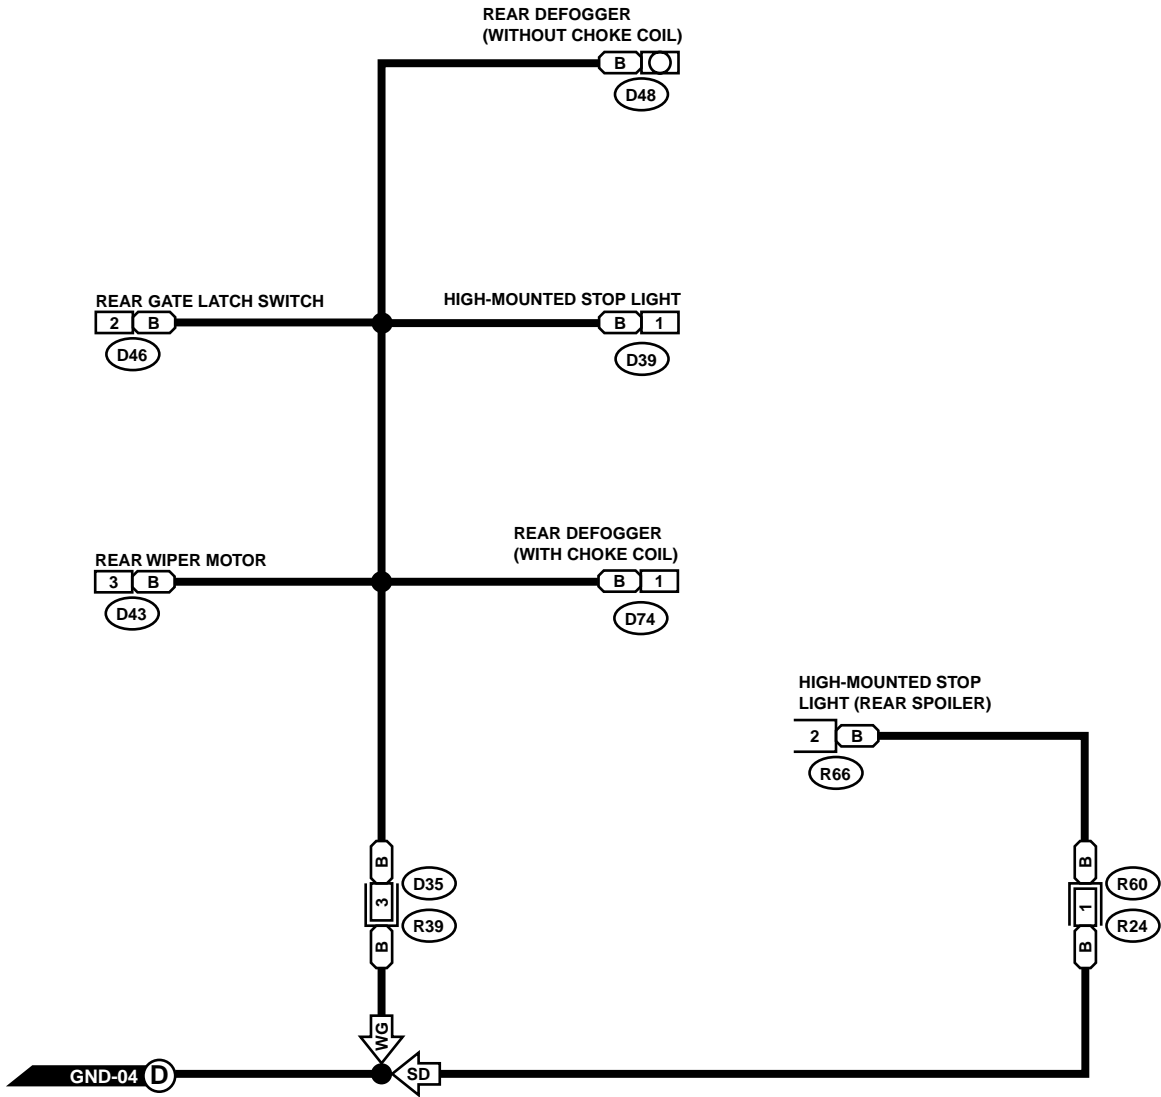 REAR DEFOGGER
(WITHOUT CHOKE COIL)
B
D48
REAR GATE LATCH SWITCH
2 B
D46
HIGH-MOUNTED STOP LIGHT
B 1
D39
REAR WIPER MOTOR
3 B
D43
REAR DEFOGGER
(WITH CHOKE COIL)
B 1
D74
HIGH-MOUNTED STOP
LIGHT (REAR SPOILER)
2 B
R66
B
D35
3
R39
B
B
R60
1
R24
B
WG
GND-04 D
SD